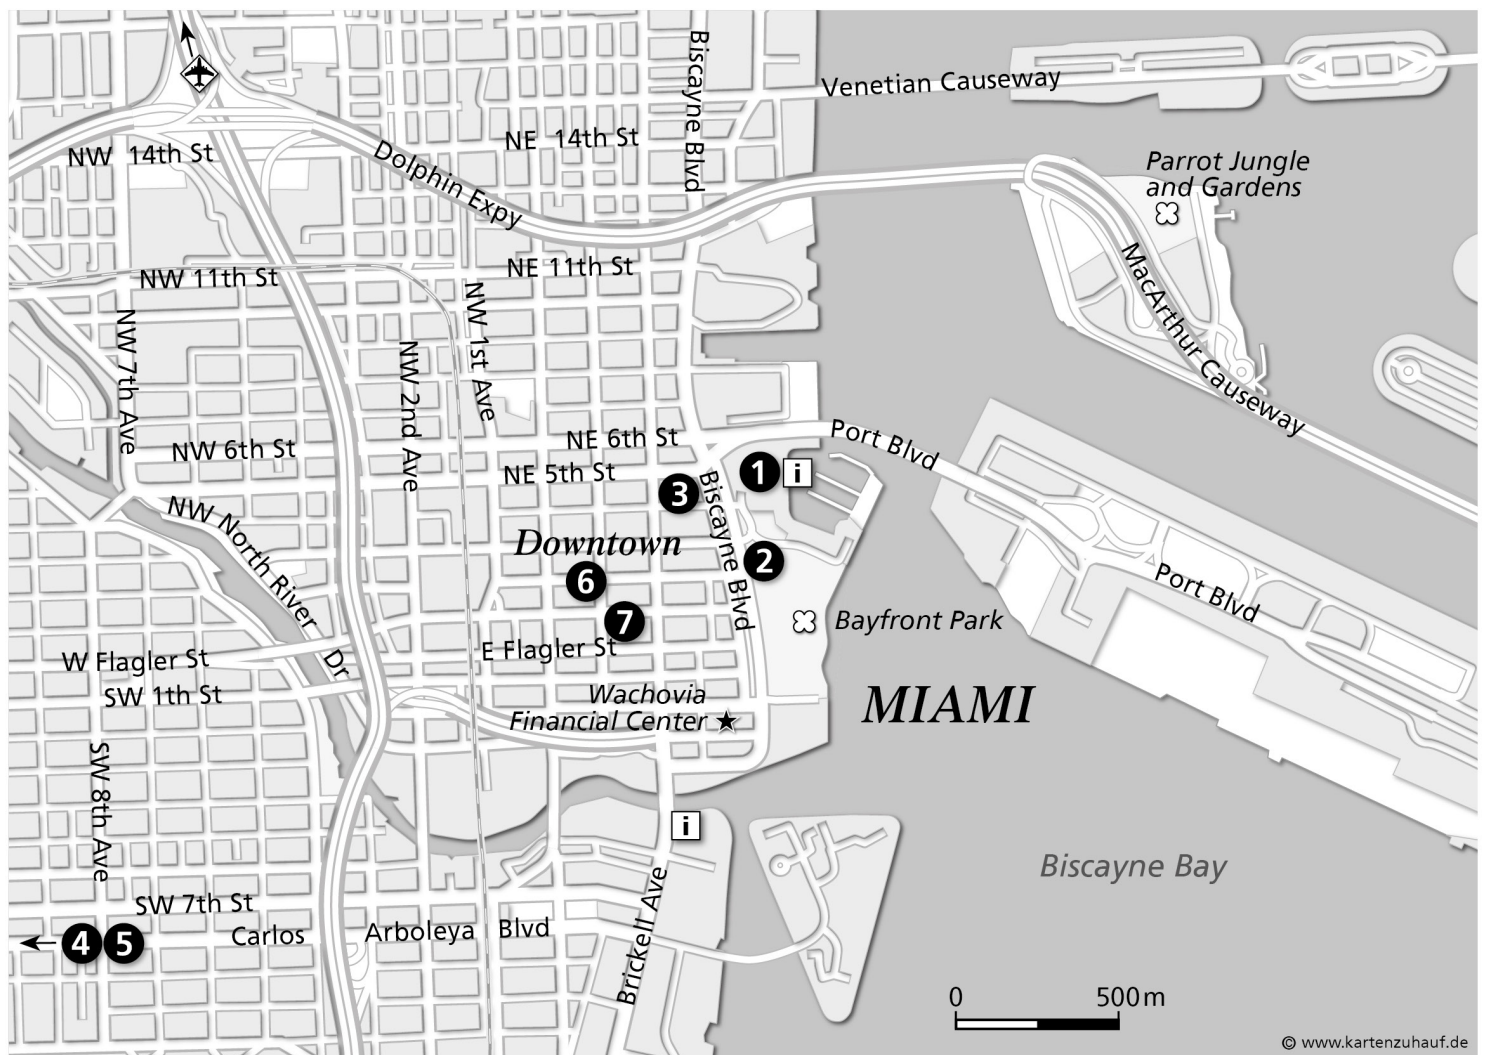 Biscayne Blvd
Venetian Causeway
NW 14th St
NE 14th St
Dolphin Expy
Parrot Jungle
and Gardens
NW 11th St
NE 11th St
MacArthur Causeway
NW 7th Ave
NW 2nd Ave
NW 1st Ave
NW 6th St
NE 6th St
NE 5th St
Port Blvd
1
i
3
Biscayne Blvd
NW North River Dr
Downtown
2
6
7
Port Blvd
Bayfront Park
E Flagler St
W Flagler St
SW 1th St
Wachovia
Financial Center
MIAMI
SW 8th Ave
i
Biscayne Bay
SW 7th St
4
5
Carlos Arboleya Blvd
Brickell Ave
0 500 m
© www.kartenzuhauf.de